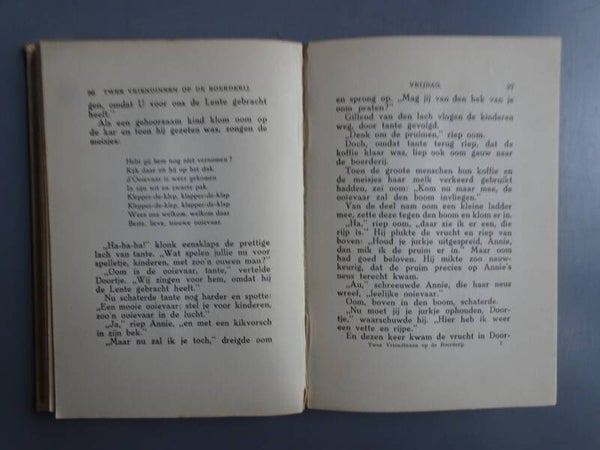 96 TWEE VRIENDINNEN OP DE BOERDERIJ
gen, omdat U voor ons de Lente gebracht
heeft."
Als een gehoorzaam kind klom oom op
de kar en toen hij gezeten was, zongen de
meisjes:
Hebt gij hem nog niet vernomen?
Kijk daar zit hij op het dak.
d'Ooievaar is weer gekomen
In zijn wit en zwarte pak.
Klepper-de-klep, klepper-de-klap
Klepper-de-klep, klepper-de-klap
Wees ons welkom, welkom daar
Beste, lieve, trouwe ooievaar.
„Ha-ha-ha!" klonk eensklaps de prettige
lach van tante. „Wat spelen jullie nu voor
spelletje, kinderen, met zoo'n ouwen man?"
„Oom is de ooievaar, tante," vertelde
Doortje. „Wij zingen voor hem, omdat hij
de Lente gebracht heeft."
Nu schaterde tante nog harder en spotte:
„Een mooie ooievaar; stel je voor kinderen,
zoo'n ooievaar in de lucht."
„Ja," riep Annie, „en met een kikvorsch
in zijn bek."
„Maar nu zal ik je toch," dreigde oom
VRIJDAG. 97
en sprong op. „Mag jij van den bek van je
oom praten?"
Gillend van den lach vlogen de kinderen
weg, door tante gevolgd.
„Denk om de pruimen," riep oom.
Doch, omdat tante terug riep, dat de
koffie klaar was, liep ook oom gauw naar
de boerderij.
Toen de groote menschen hun koffie en
de meisjes haar melk verkeerd gebruikt
hadden, zei oom: „Kom nu maar mee, de
ooievaar zal den boom invliegen."
Van de deel nam oom een kleine ladder
mee, zette deze tegen den boom en klom er in.
„Ha," riep oom, „daar zie ik er een, die
rijp is." Hij plukte de vrucht en riep van
boven: „Houd je jurkje uitgespreid, Annie,
dan mik ik de pruim er in." Maar oom
had goed beloven. Hij mikte zoo nauw-
keurig, dat de pruim precies op Annie's
neus terecht kwam.
„Au," schreeuwde Annie, die haar neus
wreef, „leelijke ooievaar."
Oom, boven in den boom, schaterde.
„Nu moet jij je jurkje ophouden, Door-
tje," waarschuwde hij. „Hier heb ik weer
een vette en rijpe."
En dezen keer kwam de vrucht in Door-
Twee Vriendinnen op de Boerderij. 7